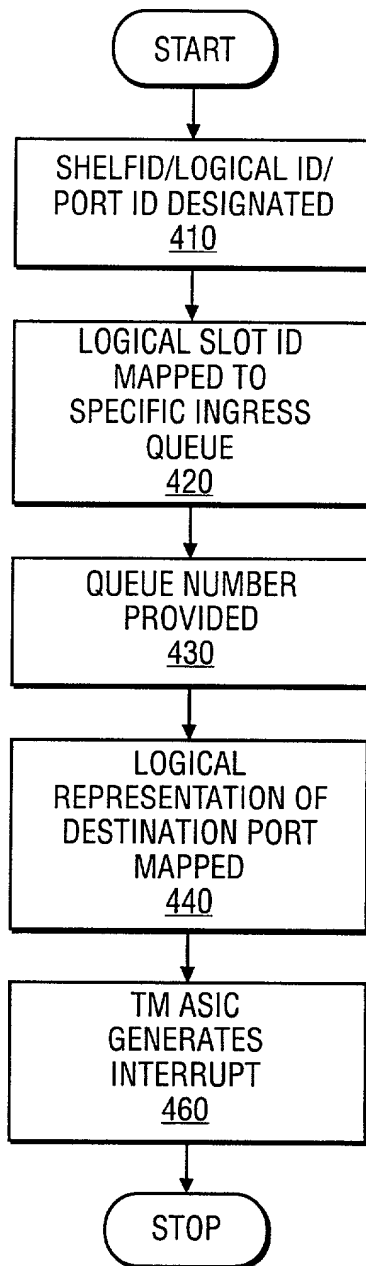 START
SHELFID/LOGICAL ID/
PORT ID DESIGNATED
410
LOGICAL SLOT ID
MAPPED TO
SPECIFIC INGRESS
QUEUE
420
QUEUE NUMBER
PROVIDED
430
LOGICAL
REPRESENTATION OF
DESTINATION PORT
MAPPED
440
TM ASIC
GENERATES
INTERRUPT
460
STOP